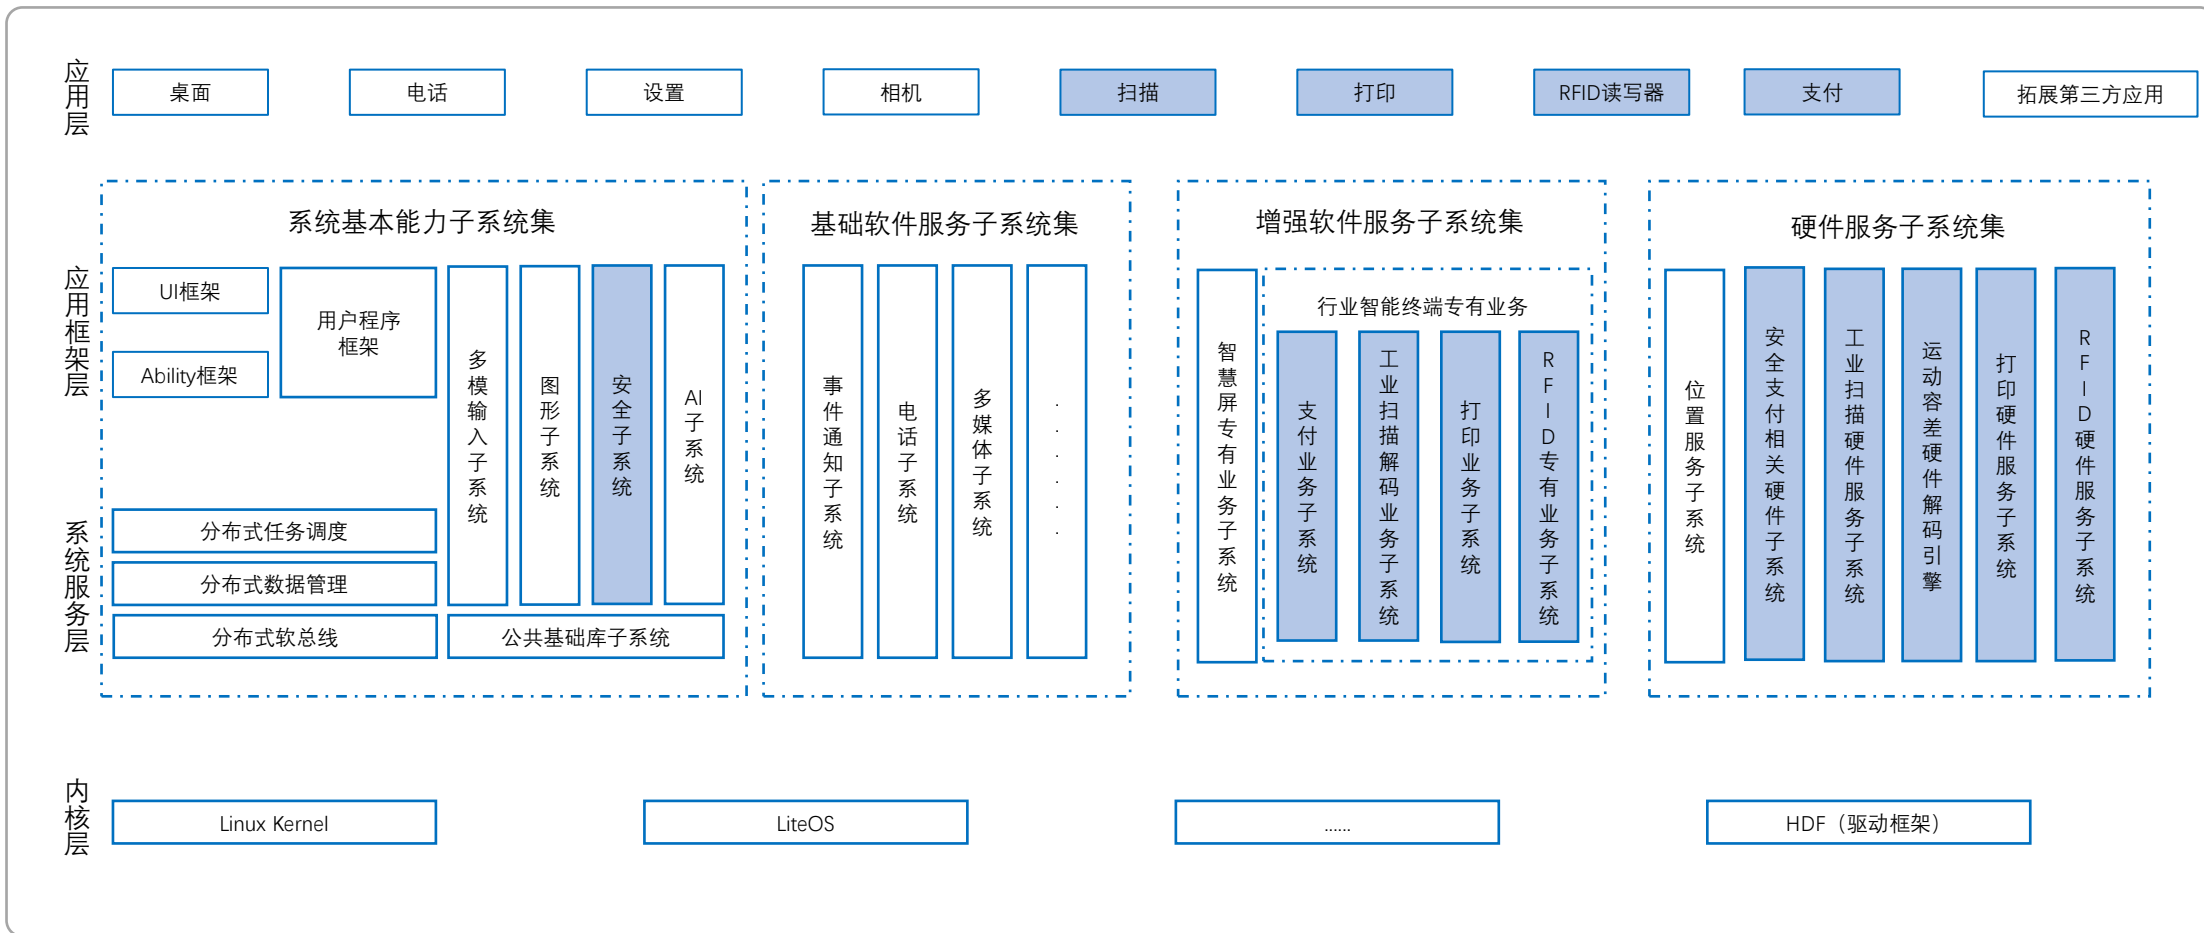 应用层
桌面
电话
设置
相机
扫描
打印
RFID读写器
支付
拓展第三方应用
应用框架层
系统服务层
系统基本能力子系统集
UI框架
Ability框架
用户程序
框架
多模输入子系统
图形子系统
安全子系统
AI子系统
分布式任务调度
分布式数据管理
分布式软总线
公共基础库子系统
基础软件服务子系统集
事件通知子系统
电话子系统
多媒体子系统
......
增强软件服务子系统集
智慧屏专有业务子系统
行业智能终端专有业务
支付业务子系统
工业扫描解码业务子系统
打印业务子系统
RFID专有业务子系统
硬件服务子系统集
位置服务子系统
安全支付相关硬件子系统
工业扫描硬件服务子系统
运动容差硬件解码引擎
打印硬件服务子系统
RFID硬件服务子系统
内核层
Linux Kernel
LiteOS
......
HDF（驱动框架）